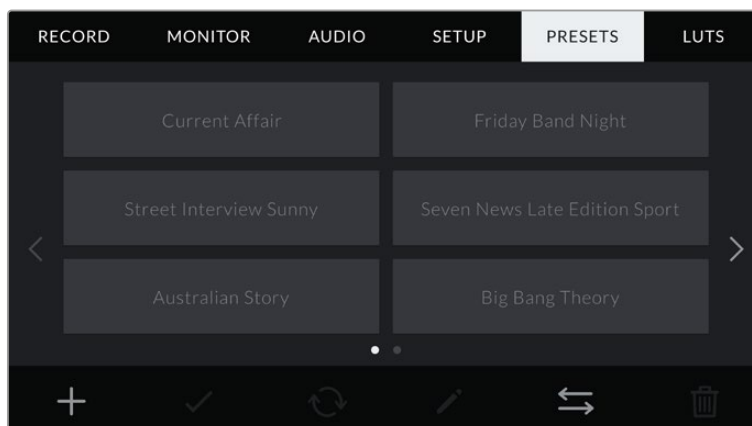 RECORD MONITOR AUDIO SETUP PRESETS LUTS
Current Affair Friday Band Night
Street Interview Sunny Seven News Late Edition Sport
Australian Story Big Bang Theory